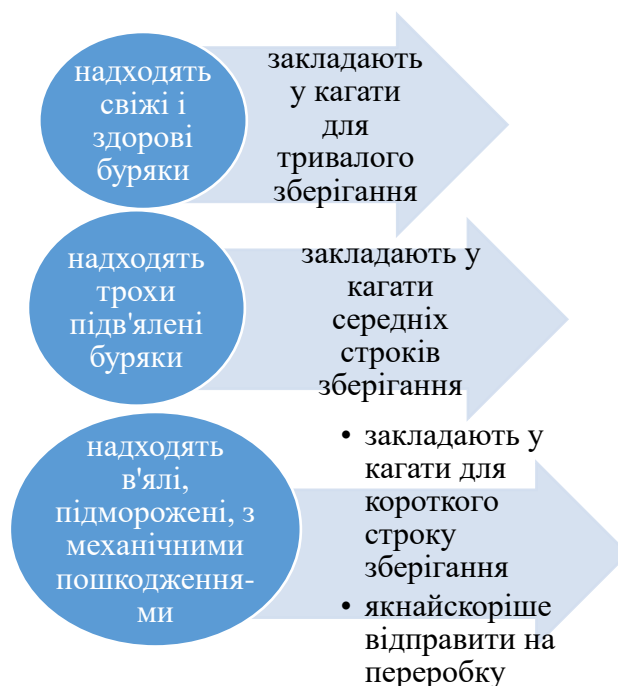 надходять
свіжі і
здорові
буряки
закладають
у кагати
для
тривалого
зберігання
надходять
трохи
підв'ялені
буряки
закладають у
кагати
середніх
строків
зберігання
надходять
в'ялі,
підморожені, з
механічними
пошкодження-
ми
• закладають у
кагати для
короткого
строку
зберігання
• якнайскоріше
відправити на
переробку